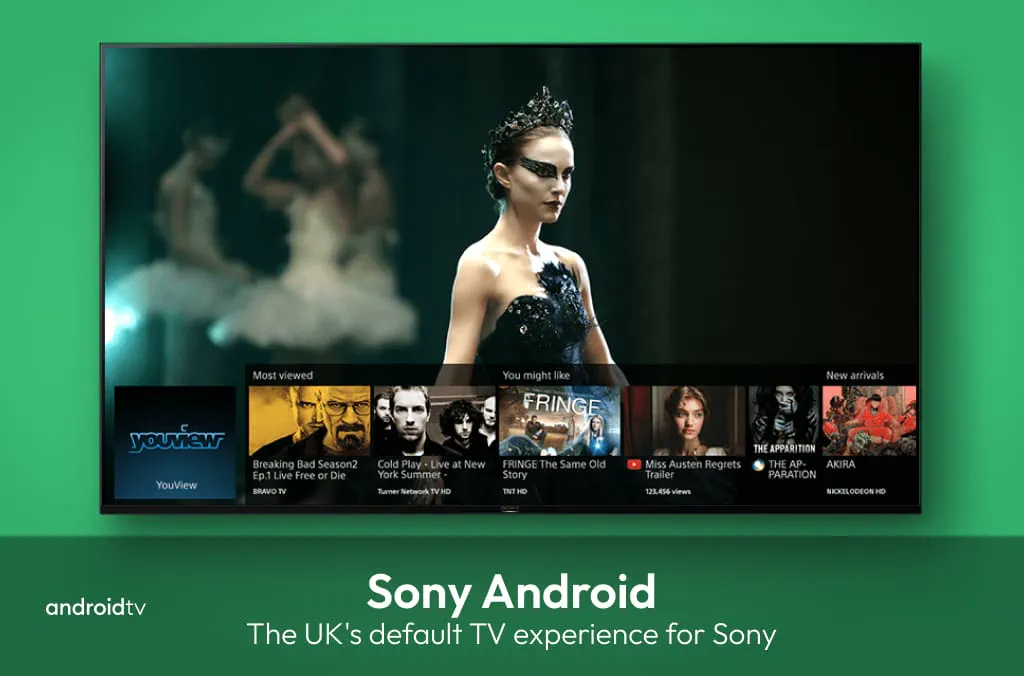 Most viewed
You might like
New arrivals
youview
YouView
FRINGE
THE APPARITION
Breaking Bad Season2
Ep.1 Live Free or Die
BRAVO TV
Cold Play - Live at New
York Summer -
Turner Network TV HD
FRINGE The Same Old
Story
TNT HD
Miss Austen Regrets
Trailer
123,456 views
THE AP-
PARATION
AKIRA
NICKELODEON HD
SONY
androidtv
Sony Android
The UK's default TV experience for Sony